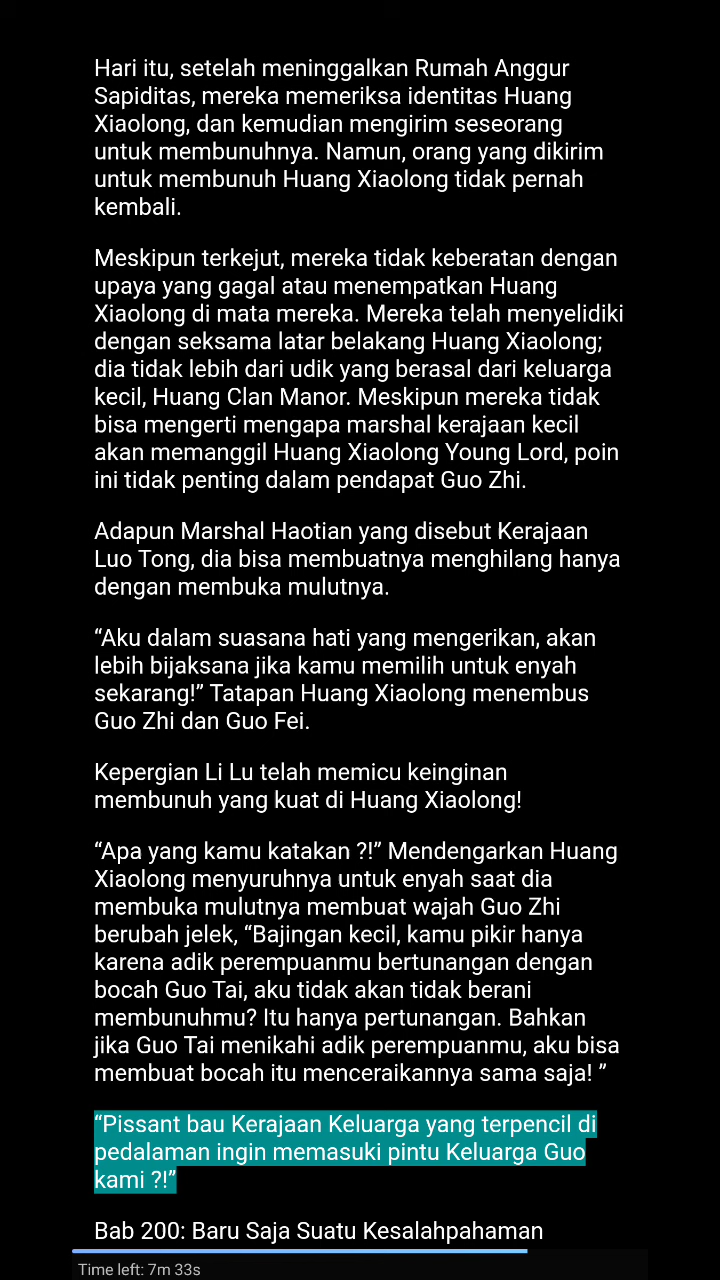 Hari itu, setelah meninggalkan Rumah Anggur
Sapiditas, mereka memeriksa identitas Huang
Xiaolong, dan kemudian mengirim seseorang
untuk membunuhnya. Namun, orang yang dikirim
untuk membunuh Huang Xiaolong tidak pernah
kembali.
Meskipun terkejut, mereka tidak keberatan dengan
upaya yang gagal atau menempatkan Huang
Xiaolong di mata mereka. Mereka telah menyelidiki
dengan seksama latar belakang Huang Xiaolong;
dia tidak lebih dari udik yang berasal dari keluarga
kecil, Huang Clan Manor. Meskipun mereka tidak
bisa mengerti mengapa marshal kerajaan kecil
akan memanggil Huang Xiaolong Young Lord, poin
ini tidak penting dalam pendapat Guo Zhi.
Adapun Marshal Haotian yang disebut Kerajaan
Luo Tong, dia bisa membuatnya menghilang hanya
dengan membuka mulutnya.
“Aku dalam suasana hati yang mengerikan, akan
lebih bijaksana jika kamu memilih untuk enyah
sekarang!” Tatapan Huang Xiaolong menembus
Guo Zhi dan Guo Fei.
Kepergian Li Lu telah memicu keinginan
membunuh yang kuat di Huang Xiaolong!
“Apa yang kamu katakan ?!” Mendengarkan Huang
Xiaolong menyuruhnya untuk enyah saat dia
membuka mulutnya membuat wajah Guo Zhi
berubah jelek, “Bajingan kecil, kamu pikir hanya
karena adik perempuanmu bertunangan dengan
bocah Guo Tai, aku tidak akan tidak berani
membunuhmu? Itu hanya pertunangan. Bahkan
jika Guo Tai menikahi adik perempuanmu, aku bisa
membuat bocah itu menceraikannya sama saja! ”
“Pissant bau Kerajaan Keluarga yang terpencil di
pedalaman ingin memasuki pintu Keluarga Guo
kami ?!”
Bab 200: Baru Saja Suatu Kesalahpahaman
Time left: 7m 33s